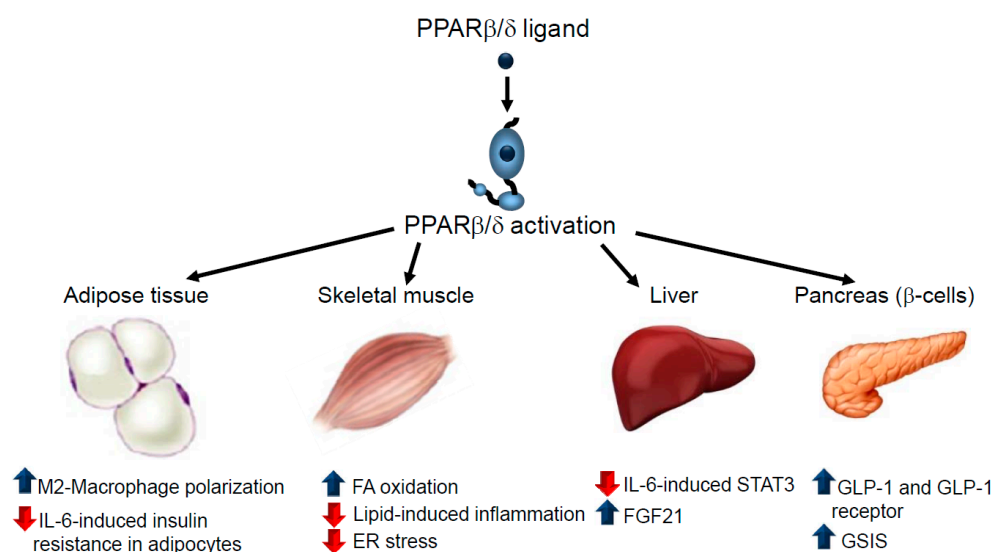 PPARβ/δ ligand
PPARβ/δ activation
Adipose tissue
Skeletal muscle
Liver
Pancreas (β-cells)
M2-Macrophage polarization
IL-6-induced insulin
resistance in adipocytes
FA oxidation
Lipid-induced inflammation
ER stress
IL-6-induced STAT3
FGF21
GLP-1 and GLP-1
receptor
GSIS